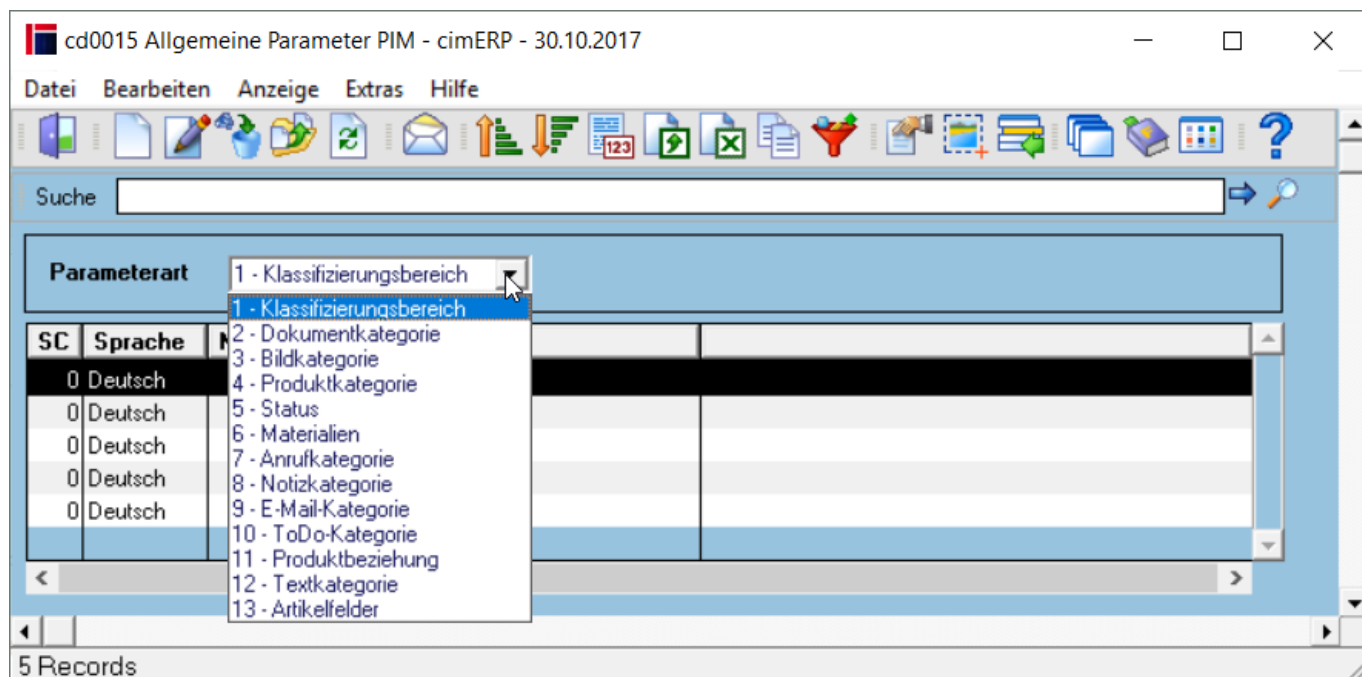 cd0015 Allgemeine Parameter PIM - cimERP - 30.10.2017
Datei Bearbeiten Anzeige Extras Hilfe
123
Suche
Parameterart 1 - Klassifizierungsbereich
1 - Klassifizierungsbereich
2 - Dokumentkategorie
3 - Bildkategorie
4 - Produktkategorie
5 - Status
6 - Materialien
7 - Anrufkategorie
8 - Notizkategorie
9 - E-Mail-Kategorie
10 - ToDo-Kategorie
11 - Produktbeziehung
12 - Textkategorie
13 - Artikelfelder
SC Sprache
0 Deutsch
0 Deutsch
0 Deutsch
0 Deutsch
0 Deutsch
5 Records